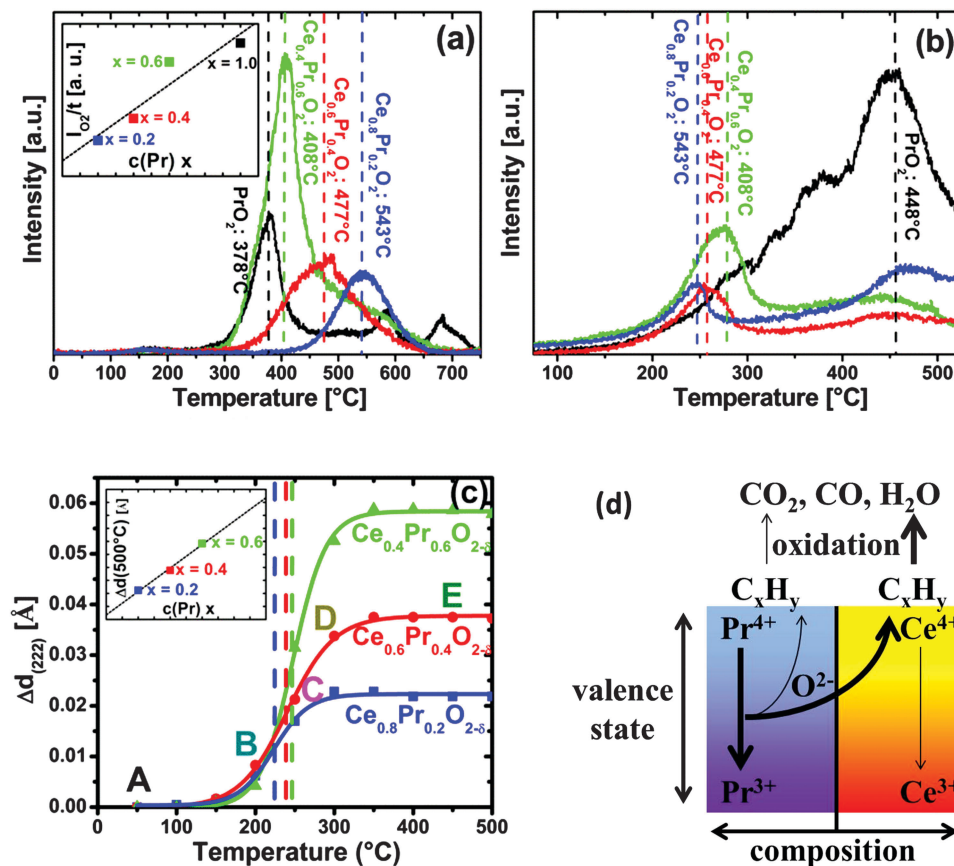 (a)
I_O2/t [a. u.]
x = 0.6
x = 1.0
x = 0.4
x = 0.2
c(Pr) x
Ce0.4Pr0.6O2: 408°C
Ce0.6Pr0.4O2: 477°C
Ce0.8Pr0.2O2: 543°C
PrO2: 378°C
Intensity [a.u.]
0 100 200 300 400 500 600 700
Temperature [°C]
(b)
Ce0.8Pr0.2O2: 543°C
Ce0.6Pr0.4O2: 477°C
Ce0.4Pr0.6O2: 408°C
PrO2: 448°C
Intensity [a.u.]
100 200 300 400 500
Temperature [°C]
(c)
Δd(500°C) [Å]
x = 0.6
x = 0.4
x = 0.2
c(Pr) x
Δd(222) [Å]
0.06
0.05
0.04
0.03
0.02
0.01
0.00
Ce0.4Pr0.6O2-δ
E
D
Ce0.6Pr0.4O2-δ
C
Ce0.8Pr0.2O2-δ
B
A
0 100 200 300 400 500
Temperature (°C)
(d)
CO2, CO, H2O
oxidation
CxHy CxHy
Pr4+ Ce4+
O2-
valence
state
Pr3+ Ce3+
composition